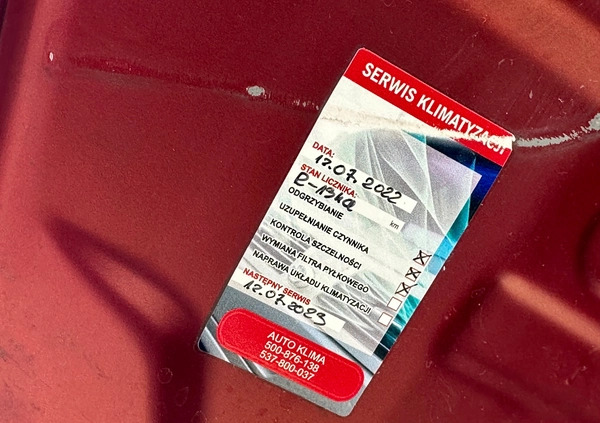 SERWIS KLIMATYZACJI
DATA:
12.07.2022
STAN LICZNIKA:
R-134a
km
ODGRZYBIANIE
UZUPEŁNIANIE CZYNNIKA
KONTROLA SZCZELNOŚCI
WYMIANA FILTRA PYŁKOWEGO
NAPRAWA UKŁADU KLIMATYZACJI
NASTĘPNY SERWIS
12.07.2023
AUTO KLIMA
500-876-138
537-800-037